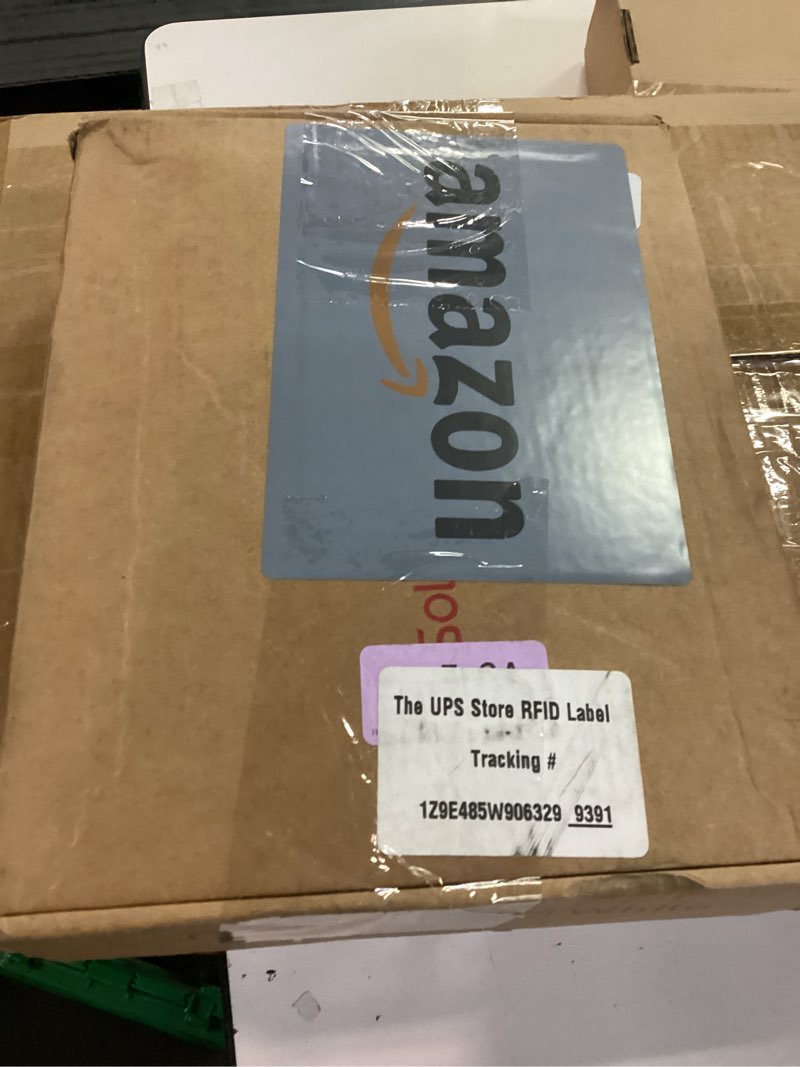 amazon
The UPS Store RFID Label
Tracking #
1Z9E485W906329 9391